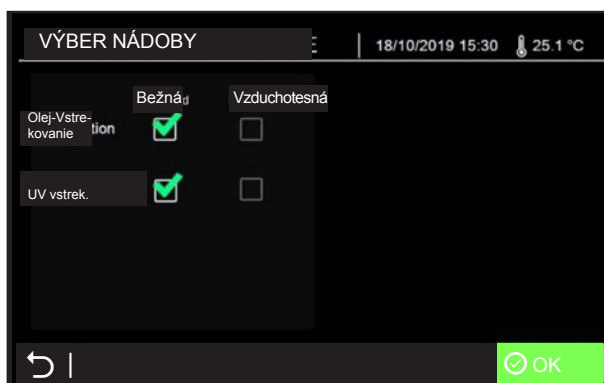 VÝBER NÁDOBY E 18/10/2019 15:30 25.1 °C
Bežná d Vzduchotesná
Olej-Vstre-
kovanie tion
UV vstrek.
OK